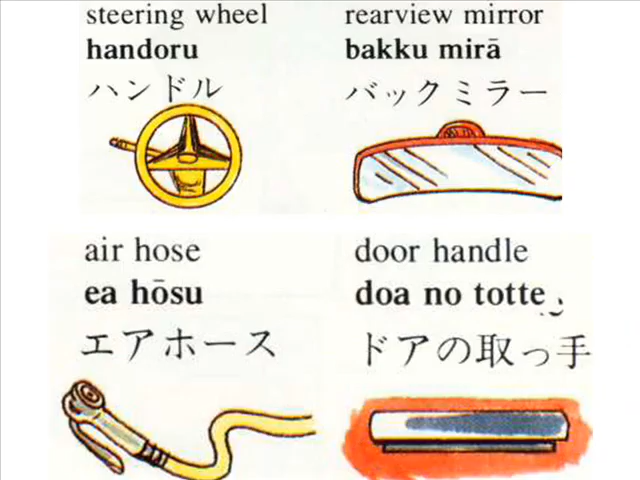 steering wheel
handoru
ハンドル
rearview mirror
bakku mirā
バックミラー
air hose
ea hōsu
エアホース
door handle
doa no totte
ドアの取っ手